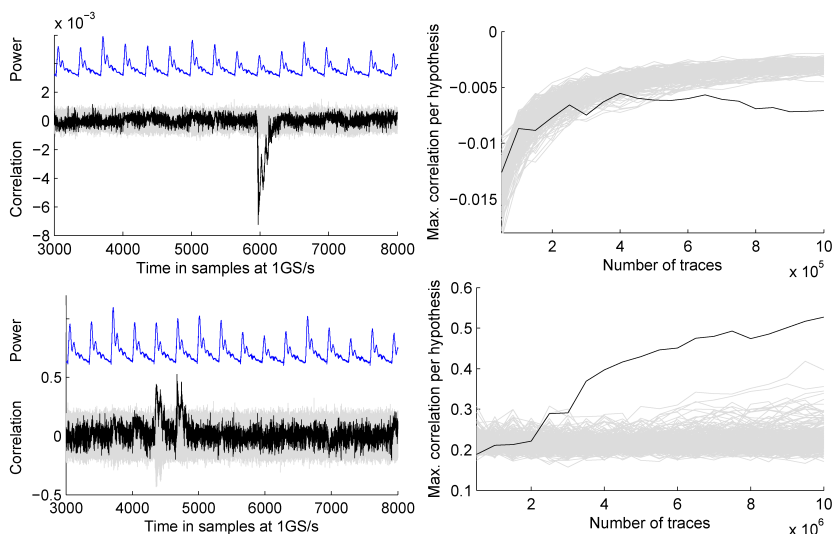 x 10⁻³
Power
2
0
−2
−4
−6
−8
Correlation
3000 4000 5000 6000 7000 8000
Time in samples at 1GS/s
0
−0.005
−0.01
−0.015
Max. correlation per hypothesis
2 4 6 8 10
Number of traces
x 10⁵
Power
0.5
0
−0.5
Correlation
3000 4000 5000 6000 7000 8000
Time in samples at 1GS/s
0.6
0.5
0.4
0.3
0.2
0.1
Max. correlation per hypothesis
2 4 6 8 10
Number of traces
x 10⁶